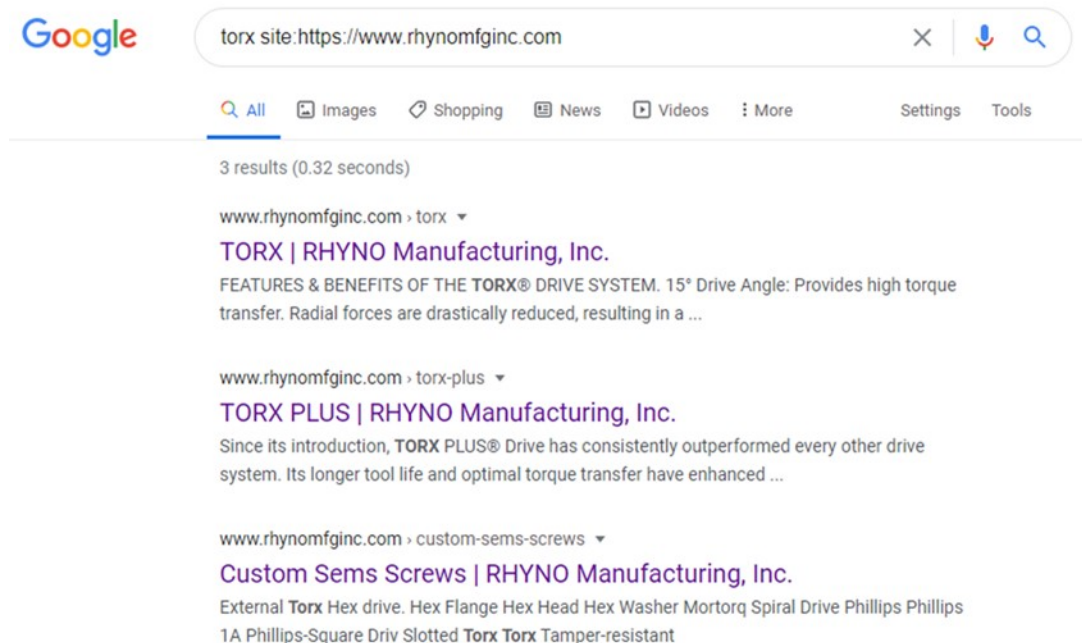 Google
torx site:https://www.rhynomfginc.com
All Images Shopping News Videos More Settings Tools
3 results (0.32 seconds)
www.rhynomfginc.com › torx
TORX | RHYNO Manufacturing, Inc.
FEATURES & BENEFITS OF THE TORX® DRIVE SYSTEM. 15° Drive Angle: Provides high torque
transfer. Radial forces are drastically reduced, resulting in a ...
www.rhynomfginc.com › torx-plus
TORX PLUS | RHYNO Manufacturing, Inc.
Since its introduction, TORX PLUS® Drive has consistently outperformed every other drive
system. Its longer tool life and optimal torque transfer have enhanced ...
www.rhynomfginc.com › custom-sems-screws
Custom Sems Screws | RHYNO Manufacturing, Inc.
External Torx Hex drive. Hex Flange Hex Head Hex Washer Mortorq Spiral Drive Phillips Phillips
1A Phillips-Square Driv Slotted Torx Torx Tamper-resistant